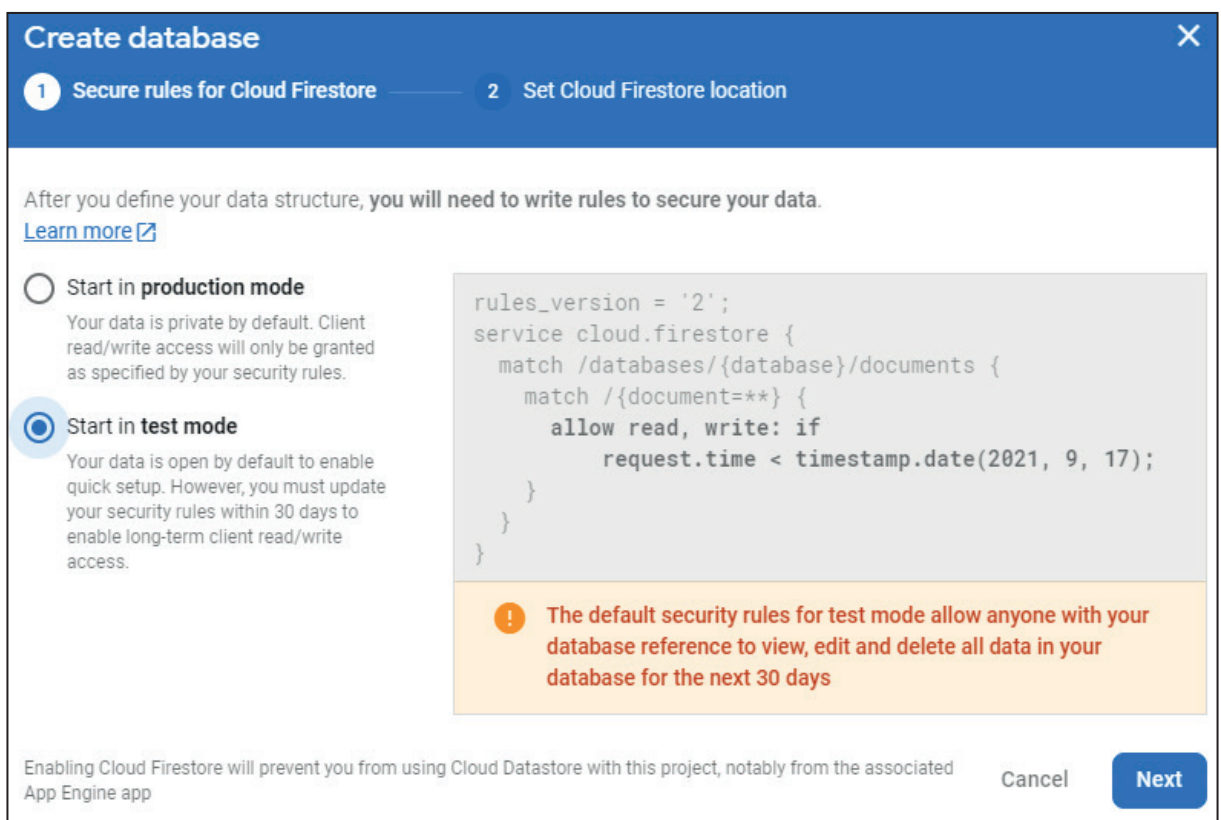 Create database
1 Secure rules for Cloud Firestore 2 Set Cloud Firestore location
After you define your data structure, you will need to write rules to secure your data.
Learn more
Start in production mode
Your data is private by default. Client
read/write access will only be granted
as specified by your security rules.
Start in test mode
Your data is open by default to enable
quick setup. However, you must update
your security rules within 30 days to
enable long-term client read/write
access.
rules_version = '2';
service cloud.firestore {
  match /databases/{database}/documents {
    match /{document=**} {
      allow read, write: if
          request.time < timestamp.date(2021, 9, 17);
    }
  }
}
The default security rules for test mode allow anyone with your
database reference to view, edit and delete all data in your
database for the next 30 days
Enabling Cloud Firestore will prevent you from using Cloud Datastore with this project, notably from the associated
App Engine app
Cancel
Next